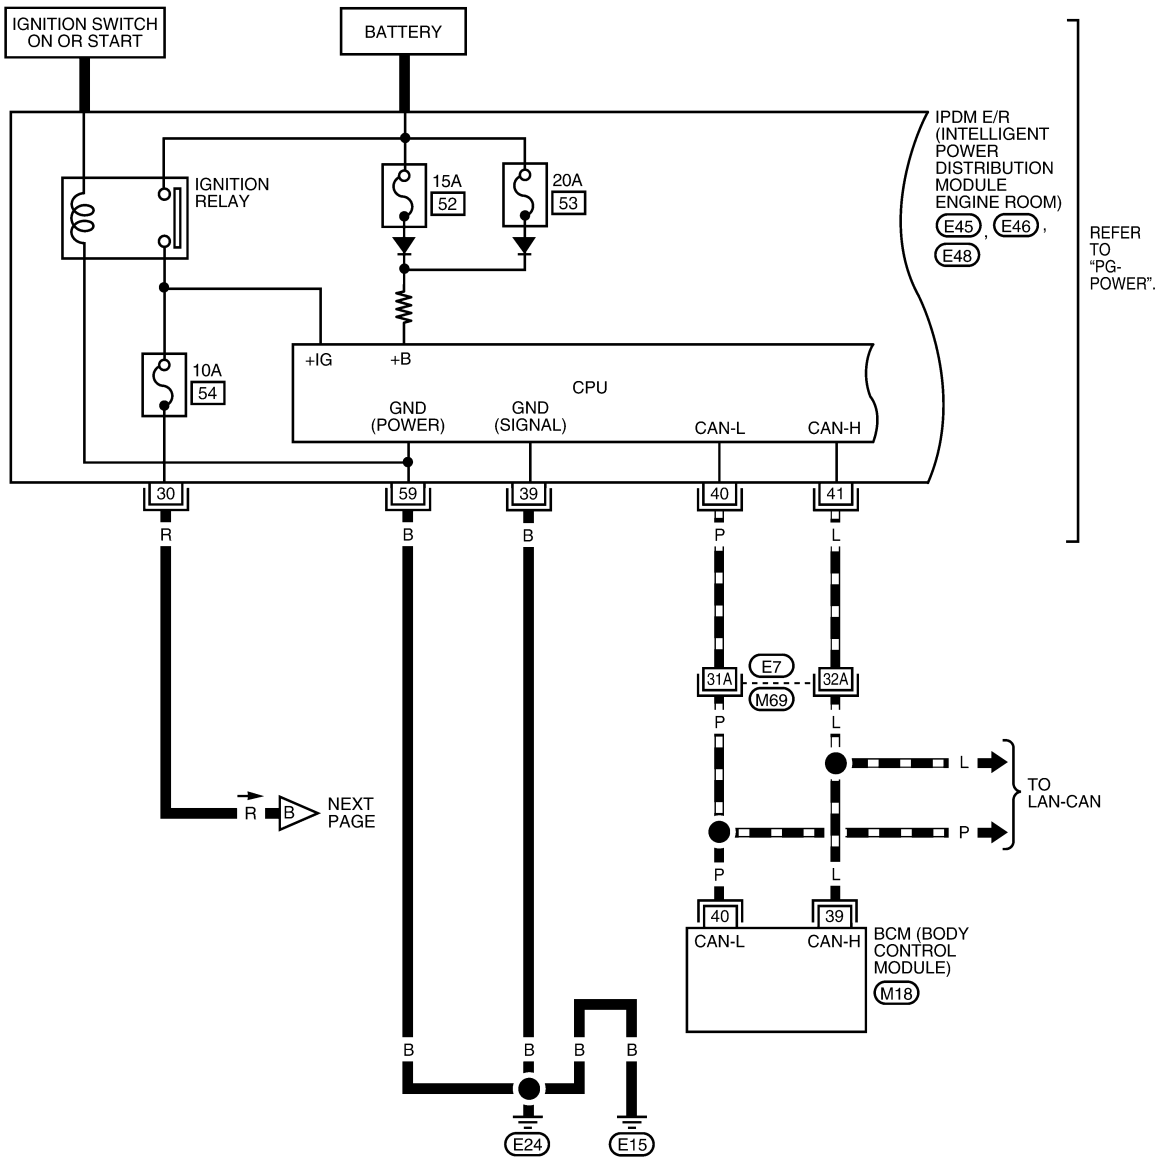 IGNITION SWITCH
ON OR START
BATTERY
IPDM E/R
(INTELLIGENT
POWER
DISTRIBUTION
MODULE
ENGINE ROOM)
E45 , E46 ,
E48
REFER
TO
“PG-
POWER”.
IGNITION
RELAY
15A
52
20A
53
10A
54
+IG
+B
CPU
GND
(POWER)
GND
(SIGNAL)
CAN-L
CAN-H
30
59
39
40
41
R
B
B
P
L
31A
E7
M69
32A
P
L
L
TO
LAN-CAN
P
R
B
NEXT
PAGE
P
L
40
39
CAN-L
CAN-H
BCM (BODY
CONTROL
MODULE)
M18
B
B
B
B
E24
E15